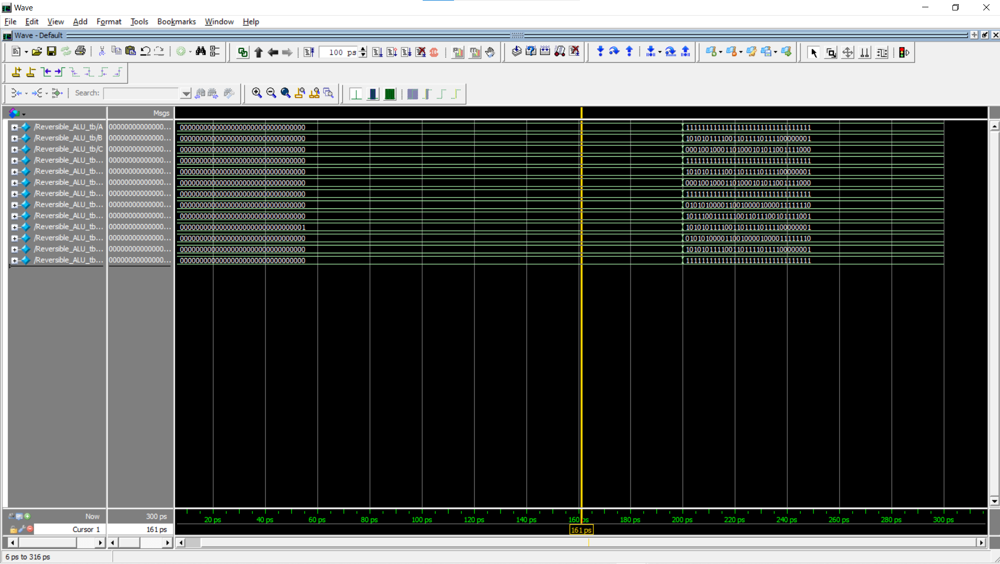 Wave
File Edit View Add Format Tools Bookmarks Window Help
Wave - Default
100 ps
Search:
Msgs
/Reversible_ALU_tb/A 00000000000000... 00000000000000000000000000000000 11111111111111111111111111111111
/Reversible_ALU_tb/B 00000000000000... 00000000000000000000000000000000 10101011110011011110111100000001
/Reversible_ALU_tb/C 00000000000000... 00000000000000000000000000000000 00010010001101000101011001111000
/Reversible_ALU_tb... 00000000000000... 00000000000000000000000000000000 11111111111111111111111111111111
/Reversible_ALU_tb... 00000000000000... 00000000000000000000000000000000 10101011110011011110111100000001
/Reversible_ALU_tb... 00000000000000... 00000000000000000000000000000000 00010010001101000101011001111000
/Reversible_ALU_tb... 00000000000000... 00000000000000000000000000000000 11111111111111111111111111111111
/Reversible_ALU_tb... 00000000000000... 00000000000000000000000000000000 01010100001100100001000011111110
/Reversible_ALU_tb... 00000000000000... 00000000000000000000000000000000 10111001111110011011100101111001
/Reversible_ALU_tb... 00000000000000... 00000000000000000000000000000001 10101011110011011110111100000001
/Reversible_ALU_tb... 00000000000000... 00000000000000000000000000000000 01010100001100100001000011111110
/Reversible_ALU_tb... 00000000000000... 00000000000000000000000000000000 10101011110011011110111100000001
/Reversible_ALU_tb... 00000000000000... 00000000000000000000000000000000 11111111111111111111111111111111
Now 300 ps
20 ps 40 ps 60 ps 80 ps 100 ps 120 ps 140 ps 160 ps 180 ps 200 ps 220 ps 240 ps 260 ps 280 ps 300 ps
Cursor 1 161 ps 161 ps
6 ps to 316 ps